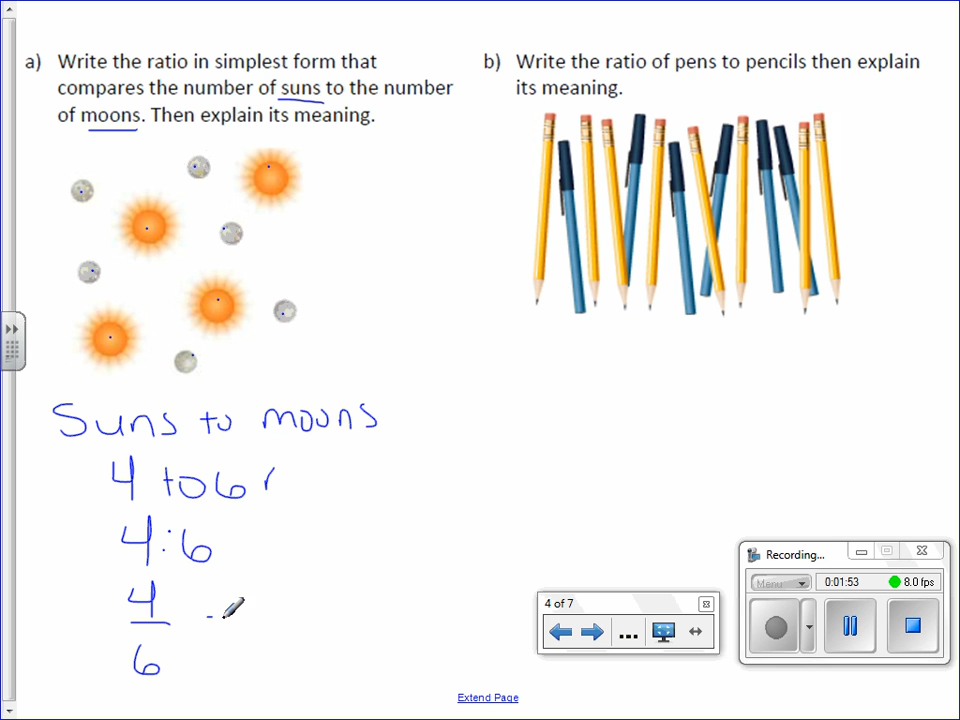 a) Write the ratio in simplest form that
compares the number of suns to the number
of moons. Then explain its meaning.
b) Write the ratio of pens to pencils then explain
its meaning.
Suns to moons
4 to 6
4:6
4
6
Recording...
Menu
0:01:53
8.0 fps
4 of 7
...
Extend Page